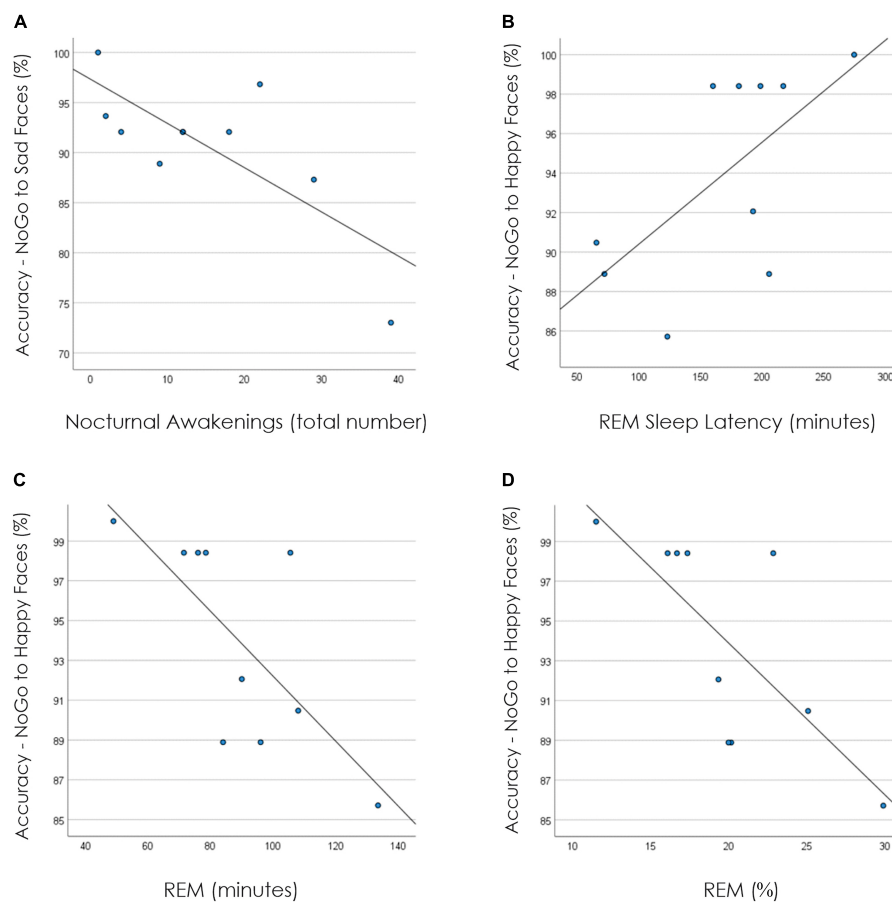 A
Accuracy - NoGo to Sad Faces (%)
100
95
90
85
80
75
70
0 10 20 30 40
Nocturnal Awakenings (total number)
B
Accuracy - NoGo to Happy Faces (%)
100
98
96
94
92
90
88
86
50 100 150 200 250 300
REM Sleep Latency (minutes)
C
Accuracy - NoGo to Happy Faces (%)
99
97
95
93
91
89
87
85
40 60 80 100 120 140
REM (minutes)
D
Accuracy - NoGo to Happy Faces (%)
99
97
95
93
91
89
87
85
10 15 20 25 30
REM (%)